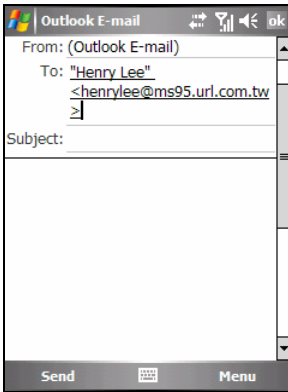 Outlook E-mail ok
From: (Outlook E-mail)
To: "Henry Lee"
<henrylee@ms95.url.com.tw
>
Subject:
Send Menu